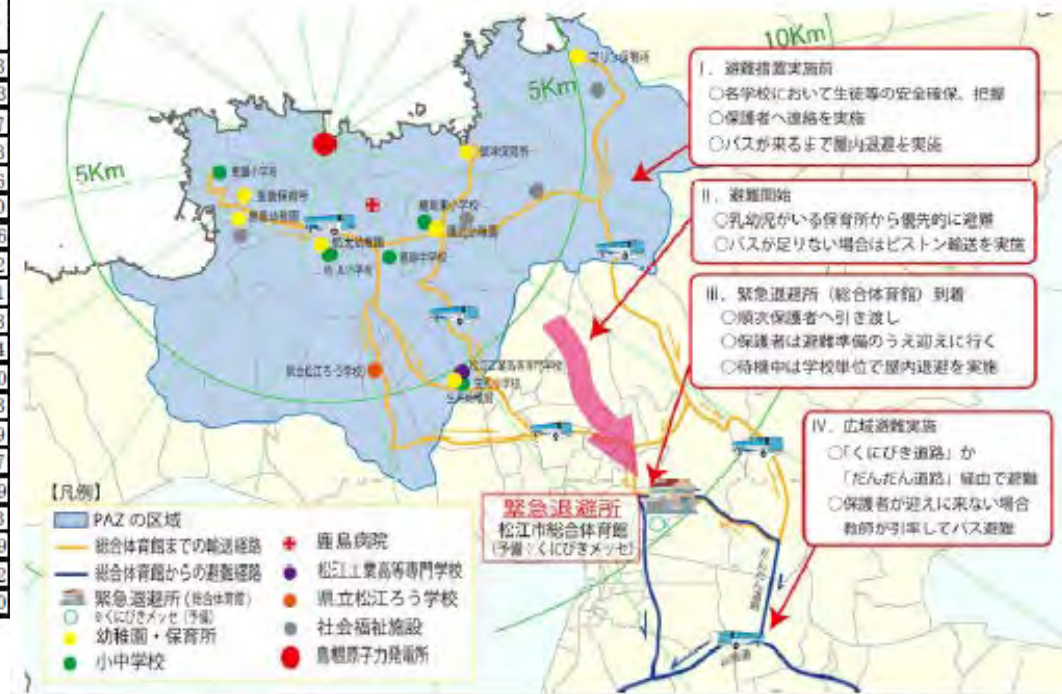 10Km
5Km
5Km
Ⅰ．避難措置実施前
○各学校において生徒等の安全確保、把握
○保護者へ連絡を実施
○バスが来るまで屋内退避を実施
Ⅱ．避難開始
○乳幼児がいる保育所から優先的に避難
○バスが足りない場合はピストン輸送を実施
Ⅲ．緊急退避所（総合体育館）到着
○順次保護者へ引き渡し
○保護者は避難準備のうえ迎えに行く
○待機中は学校単位で屋内退避を実施
Ⅳ．広域避難実施
○「くにびき道路」か
「だんだん道路」経由で避難
○保護者が迎えに来ない場合
教師が引率してバス避難
県立松江ろう学校
松江工業高等専門学校
緊急退避所
松江市総合体育館
(予備：くにびきメッセ)
【凡例】
PAZの区域
総合体育館までの輸送経路
総合体育館からの避難経路
緊急退避所(総合体育館)
※くにびきメッセ(予備)
幼稚園・保育所
小中学校
鹿島病院
松江工業高等専門学校
県立松江ろう学校
社会福祉施設
島根原子力発電所